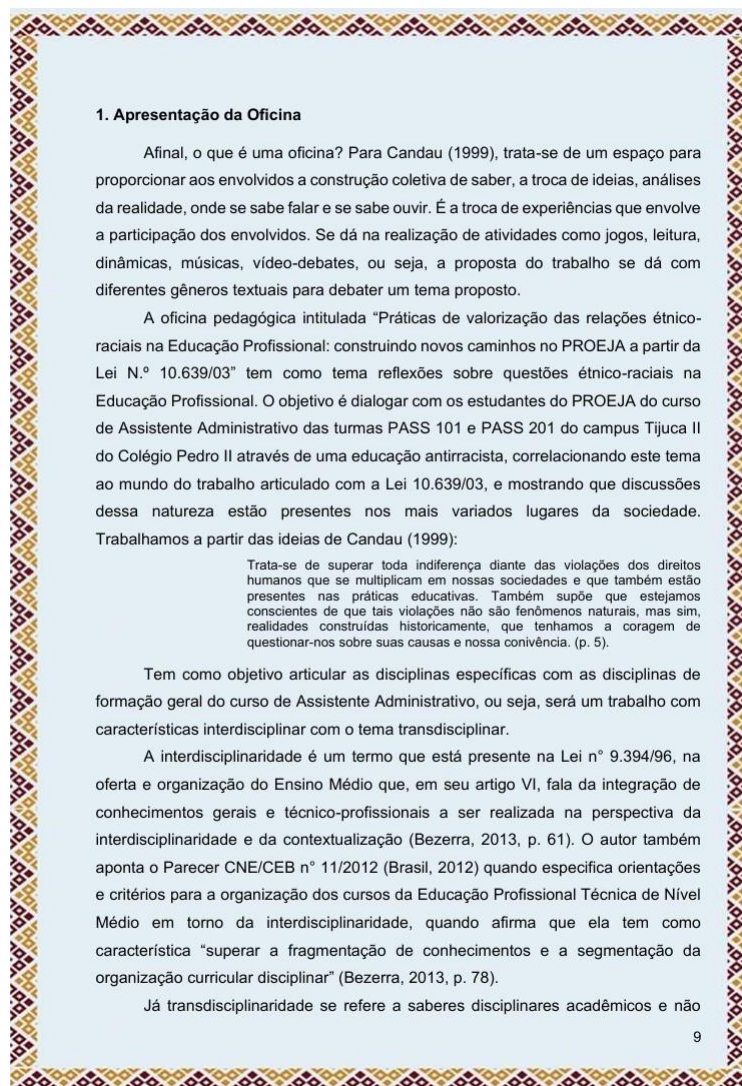 1. Apresentação da Oficina
Afinal, o que é uma oficina? Para Candau (1999), trata-se de um espaço para
proporcionar aos envolvidos a construção coletiva de saber, a troca de ideias, análises
da realidade, onde se sabe falar e se sabe ouvir. É a troca de experiências que envolve
a participação dos envolvidos. Se dá na realização de atividades como jogos, leitura,
dinâmicas, músicas, vídeo-debates, ou seja, a proposta do trabalho se dá com
diferentes gêneros textuais para debater um tema proposto.
A oficina pedagógica intitulada “Práticas de valorização das relações étnico-
raciais na Educação Profissional: construindo novos caminhos no PROEJA a partir da
Lei N.º 10.639/03” tem como tema reflexões sobre questões étnico-raciais na
Educação Profissional. O objetivo é dialogar com os estudantes do PROEJA do curso
de Assistente Administrativo das turmas PASS 101 e PASS 201 do campus Tijuca II
do Colégio Pedro II através de uma educação antirracista, correlacionando este tema
ao mundo do trabalho articulado com a Lei 10.639/03, e mostrando que discussões
dessa natureza estão presentes nos mais variados lugares da sociedade.
Trabalhamos a partir das ideias de Candau (1999):
Trata-se de superar toda indiferença diante das violações dos direitos
humanos que se multiplicam em nossas sociedades e que também estão
presentes nas práticas educativas. Também supõe que estejamos
conscientes de que tais violações não são fenômenos naturais, mas sim,
realidades construídas historicamente, que tenhamos a coragem de
questionar-nos sobre suas causas e nossa conivência. (p. 5).
Tem como objetivo articular as disciplinas específicas com as disciplinas de
formação geral do curso de Assistente Administrativo, ou seja, será um trabalho com
características interdisciplinar com o tema transdisciplinar.
A interdisciplinaridade é um termo que está presente na Lei n° 9.394/96, na
oferta e organização do Ensino Médio que, em seu artigo VI, fala da integração de
conhecimentos gerais e técnico-profissionais a ser realizada na perspectiva da
interdisciplinaridade e da contextualização (Bezerra, 2013, p. 61). O autor também
aponta o Parecer CNE/CEB n° 11/2012 (Brasil, 2012) quando especifica orientações
e critérios para a organização dos cursos da Educação Profissional Técnica de Nível
Médio em torno da interdisciplinaridade, quando afirma que ela tem como
característica “superar a fragmentação de conhecimentos e a segmentação da
organização curricular disciplinar” (Bezerra, 2013, p. 78).
Já transdisciplinaridade se refere a saberes disciplinares acadêmicos e não
9